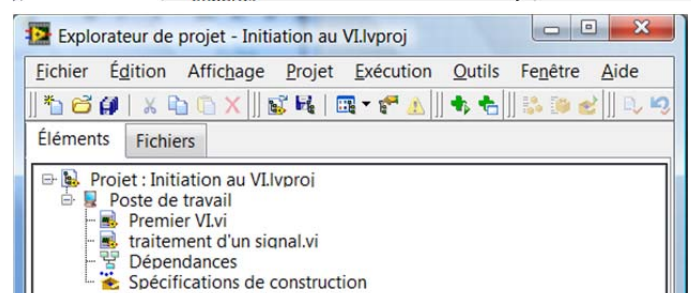 Explorateur de projet - Initiation au VI.lvproj
Fichier Édition Affichage Projet Exécution Outils Fenêtre Aide
Éléments Fichiers
Projet : Initiation au VI.lvproj
Poste de travail
Premier VI.vi
traitement d'un signal.vi
Dépendances
Spécifications de construction